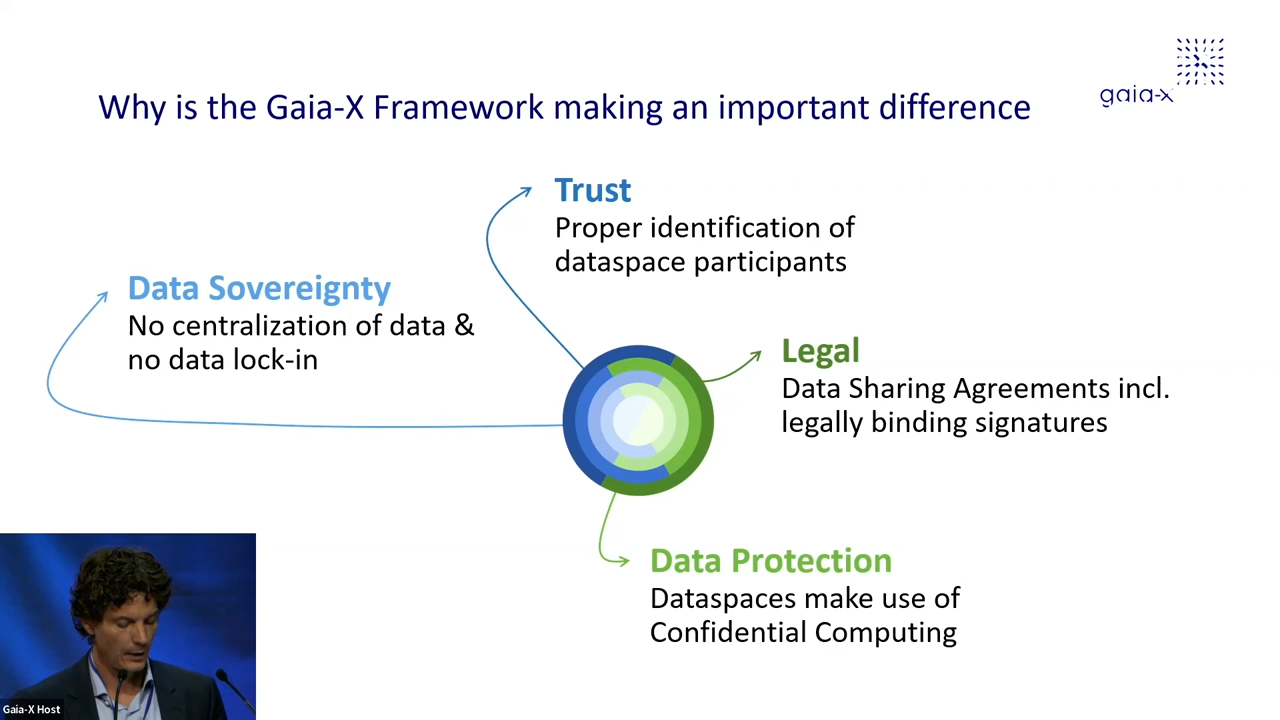 gaia-x
Why is the Gaia-X Framework making an important difference
Trust
Proper identification of
dataspace participants
Data Sovereignty
No centralization of data &
no data lock-in
Legal
Data Sharing Agreements incl.
legally binding signatures
Data Protection
Dataspaces make use of
Confidential Computing
Gaia-X Host